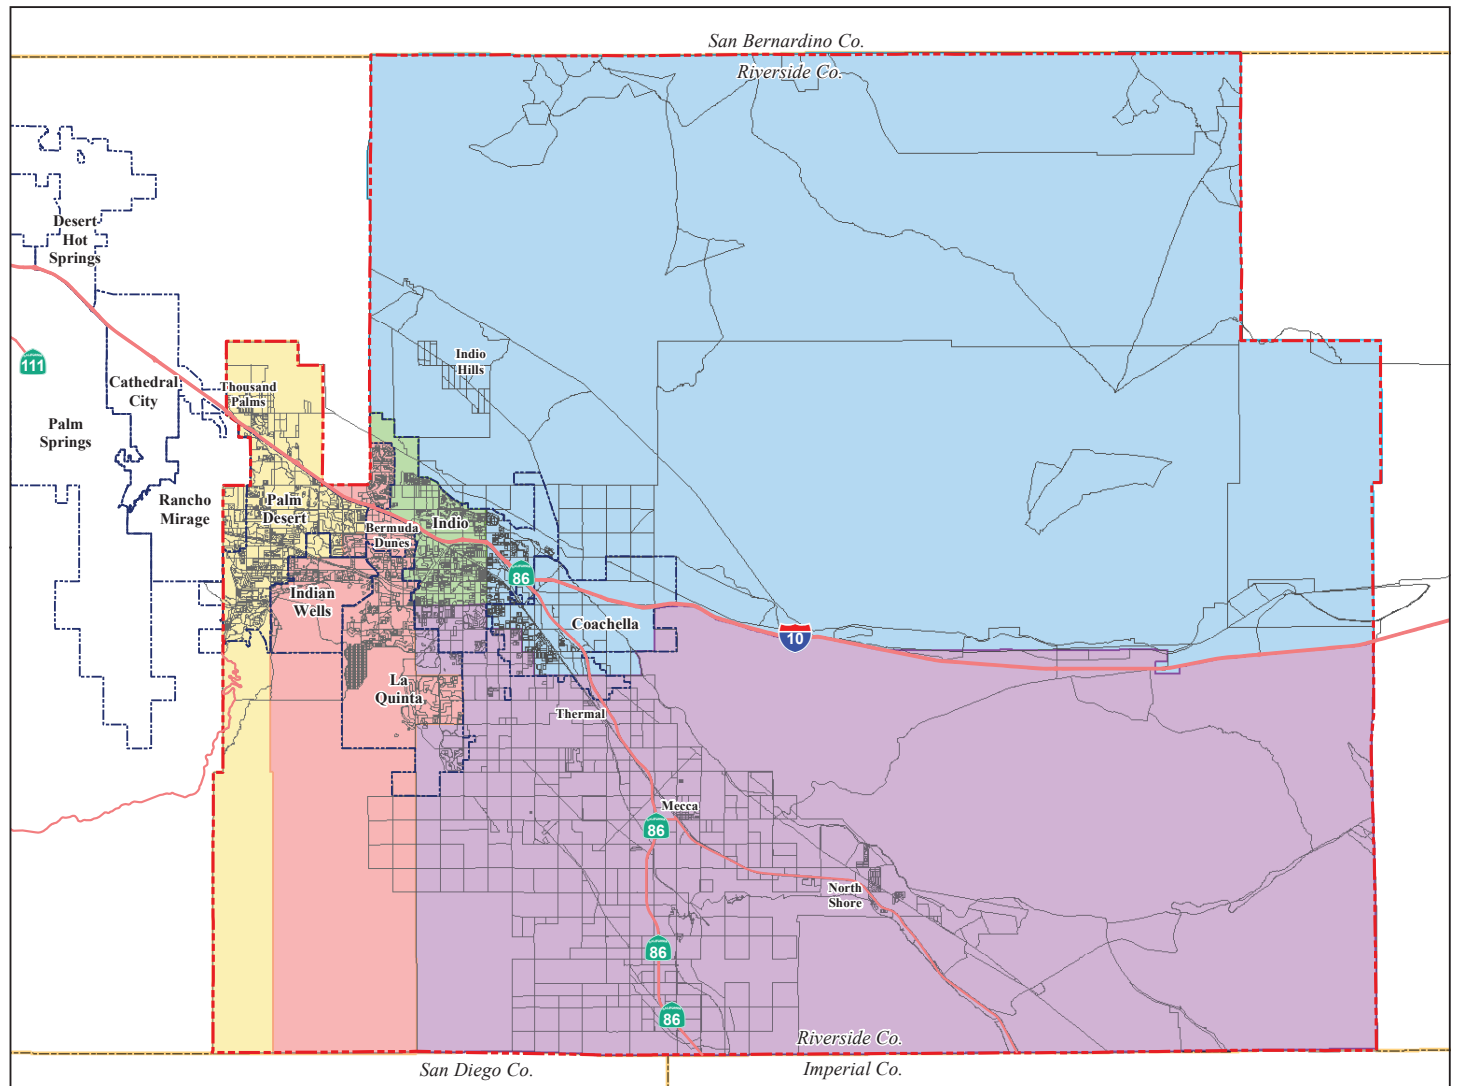 San Bernardino Co.
Riverside Co.
Desert
Hot
Springs
111
Indio
Hills
Cathedral
City
Thousand
Palms
Palm
Springs
Rancho
Mirage
Palm
Desert
Indio
Bermuda
Dunes
86
Indian
Wells
Coachella
10
La
Quinta
Thermal
Mecca
86
North
Shore
86
86
Riverside Co.
San Diego Co.
Imperial Co.